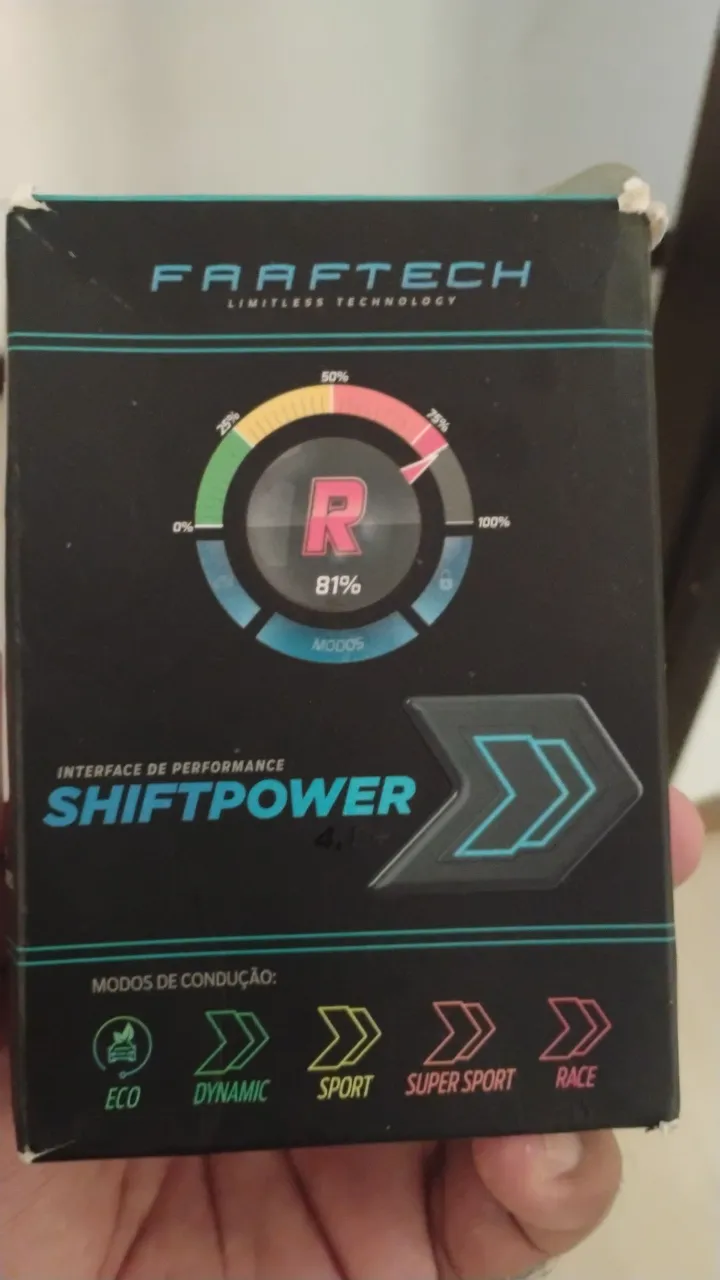 FAAFTECH
LIMITLESS TECHNOLOGY
50%
25%
75%
0%
100%
R
81%
MODOS
INTERFACE DE PERFORMANCE
SHIFTPOWER
MODOS DE CONDUÇÃO:
ECO
DYNAMIC
SPORT
SUPER SPORT
RACE